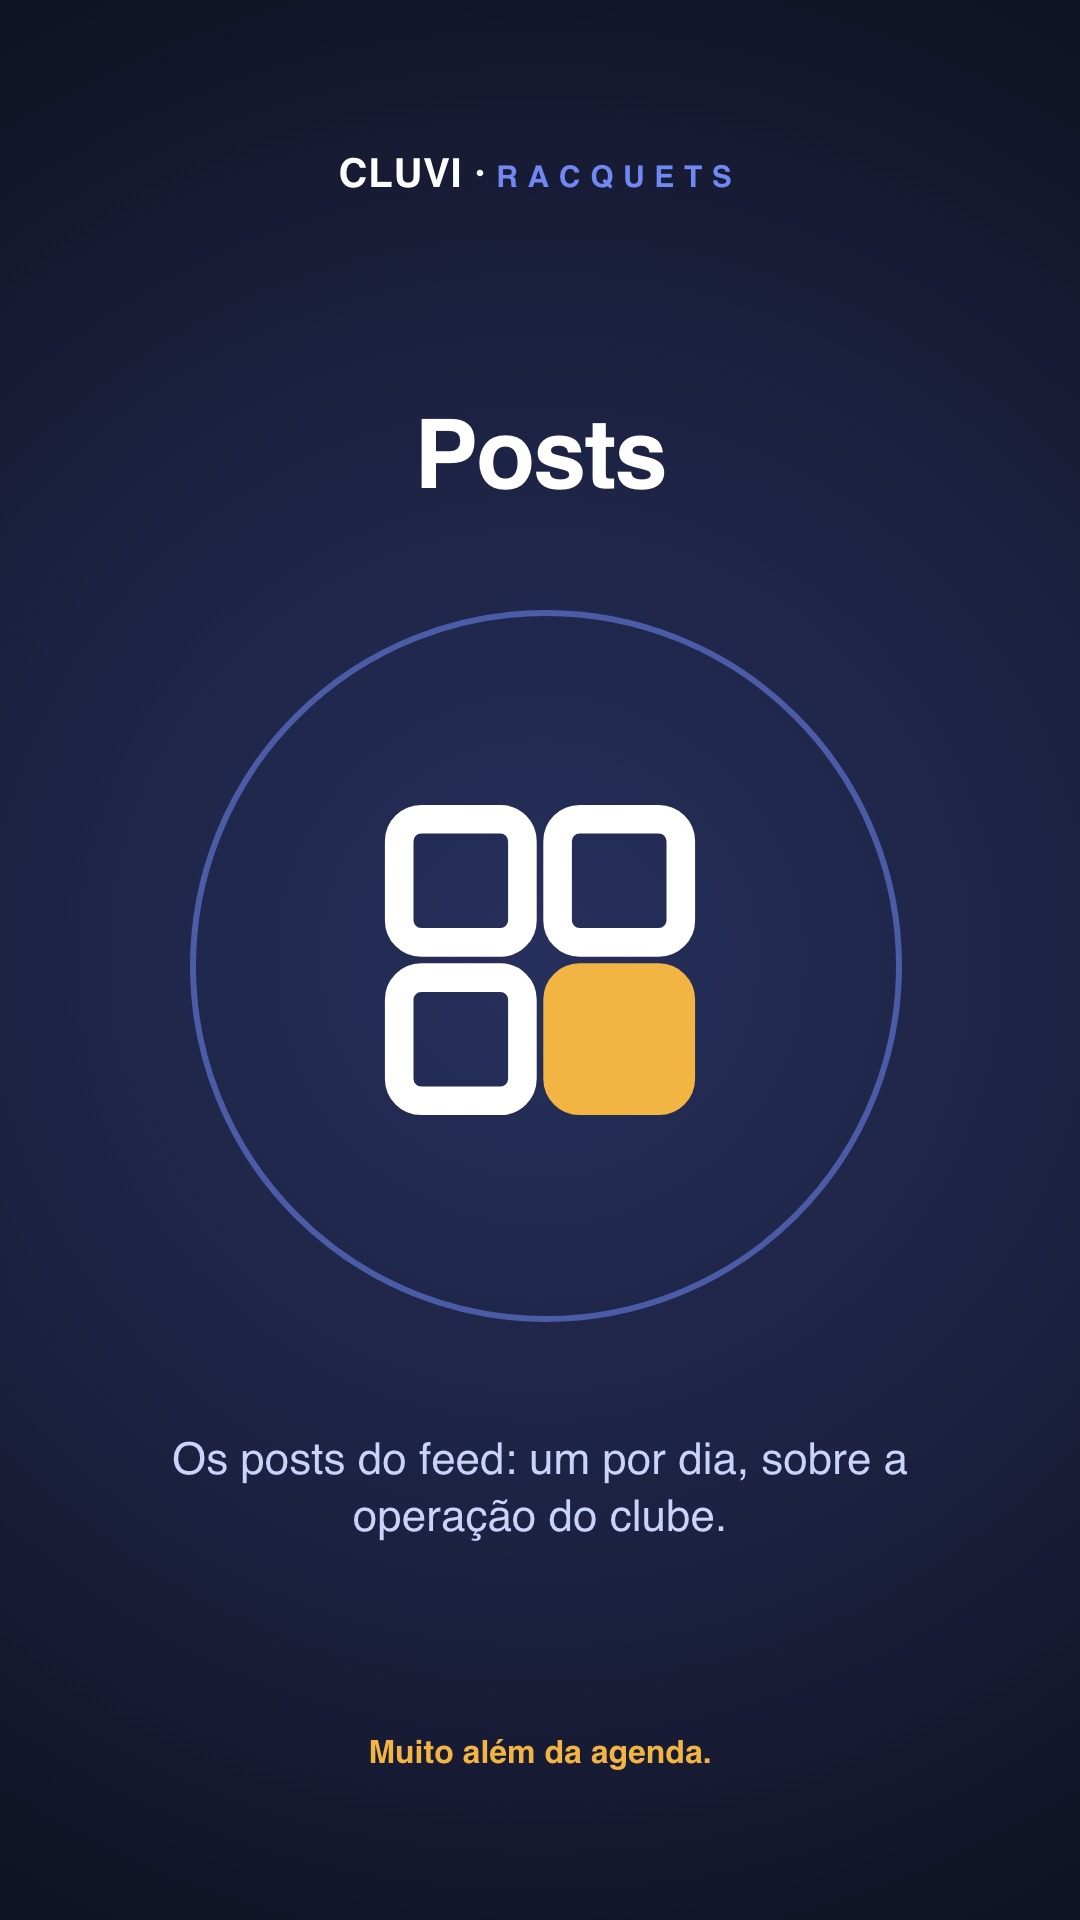 CLUVI · RACQUETS
Posts
Os posts do feed: um por dia, sobre a
operação do clube.
Muito além da agenda.